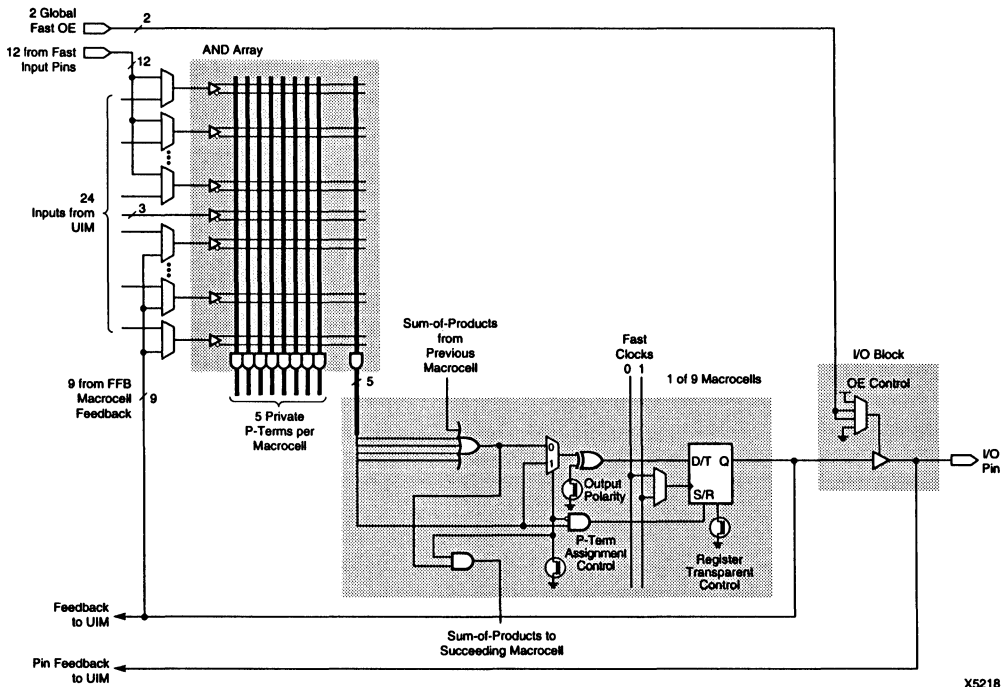 2 Global
Fast OE
2
12 from Fast
Input Pins
12
AND Array
24
Inputs from
UIM
3
9 from FFB
Macrocell
Feedback
9
5 Private
P-Terms per
Macrocell
5
Sum-of-Products
from
Previous
Macrocell
Fast
Clocks
0 1
1 of 9 Macrocells
I/O Block
OE Control
0
1
D/T Q
S/R
Output
Polarity
P-Term
Assignment
Control
Register
Transparent
Control
I/O
Pin
Feedback
to UIM
Sum-of-Products to
Succeeding Macrocell
Pin Feedback
to UIM
X5218